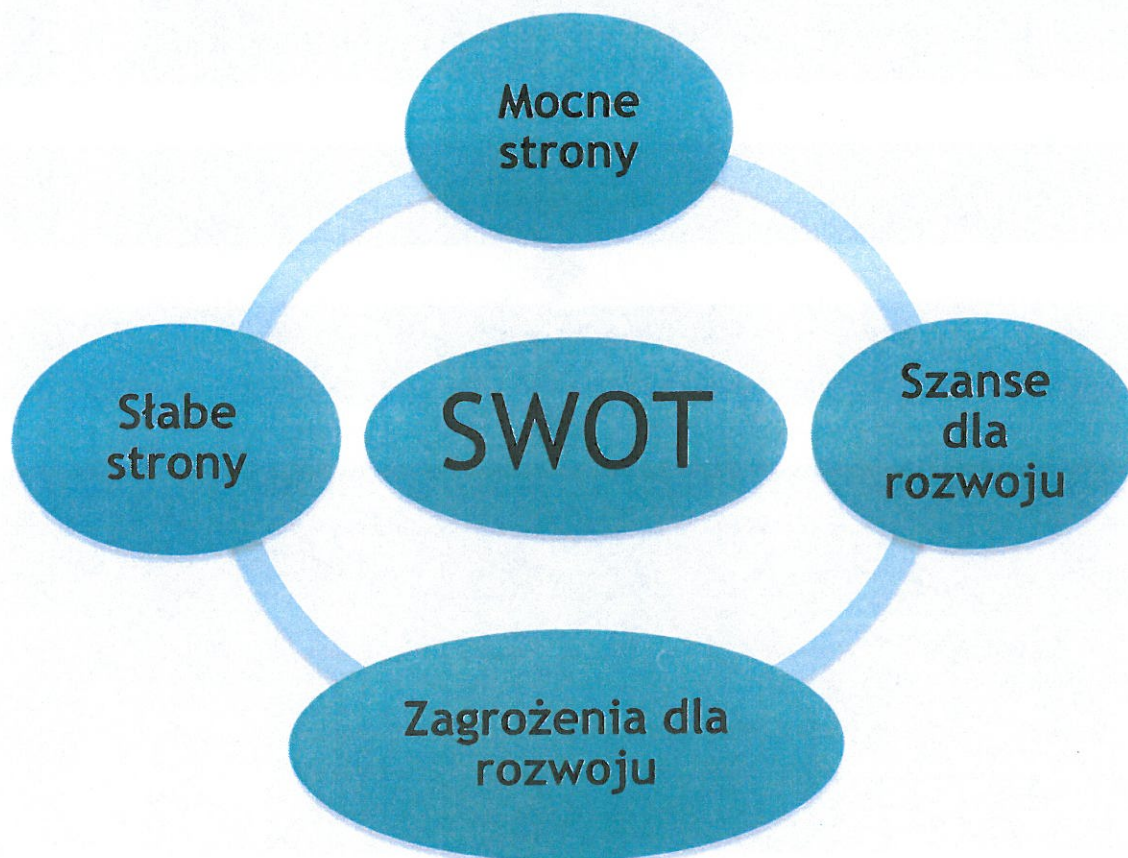 Mocne
strony
Słabe
strony
SWOT
Szanse
dla
rozwoju
Zagrożenia dla
rozwoju